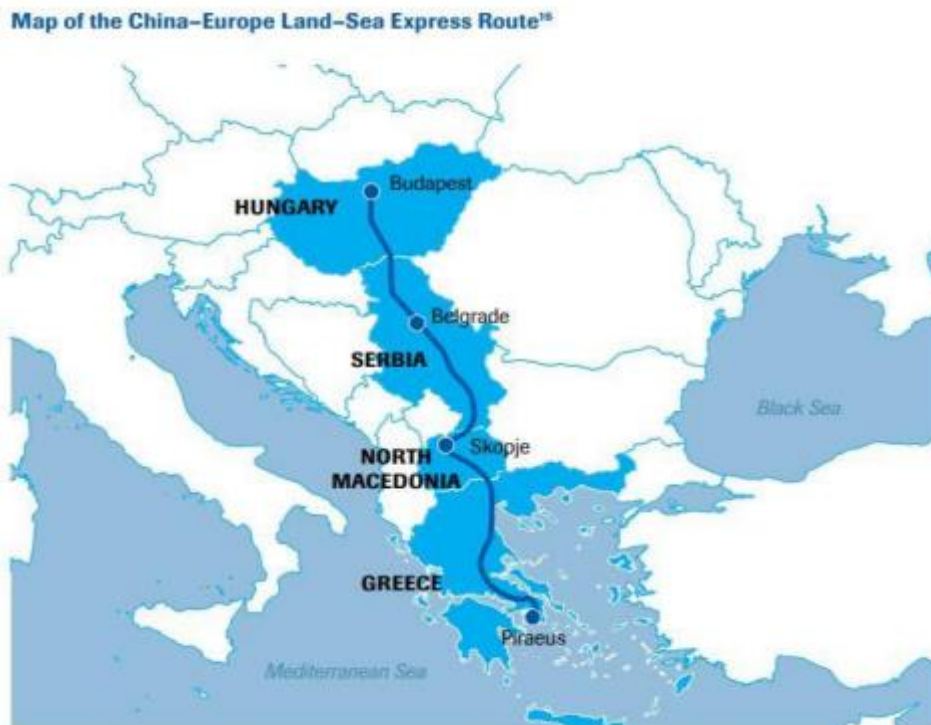 Map of the China–Europe Land–Sea Express Route¹⁶
Budapest
HUNGARY
Belgrade
SERBIA
Black Sea
Skopje
NORTH
MACEDONIA
GREECE
Piraeus
Mediterranean Sea